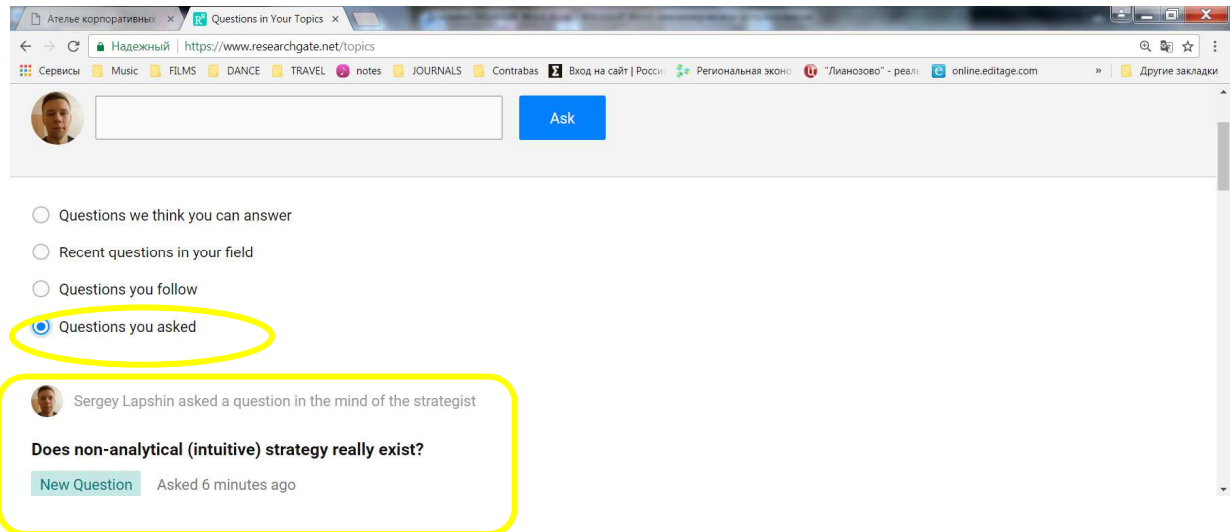 Ателье корпоративных × Questions in Your Topics ×
Надежный | https://www.researchgate.net/topics
Сервисы Music FILMS DANCE TRAVEL notes JOURNALS Contrabas Вход на сайт | Росси Региональная эконо "Лианозово" - реаль online.editage.com » Другие закладки
Ask
Questions we think you can answer
Recent questions in your field
Questions you follow
Questions you asked
Sergey Lapshin asked a question in the mind of the strategist
Does non-analytical (intuitive) strategy really exist?
New Question Asked 6 minutes ago